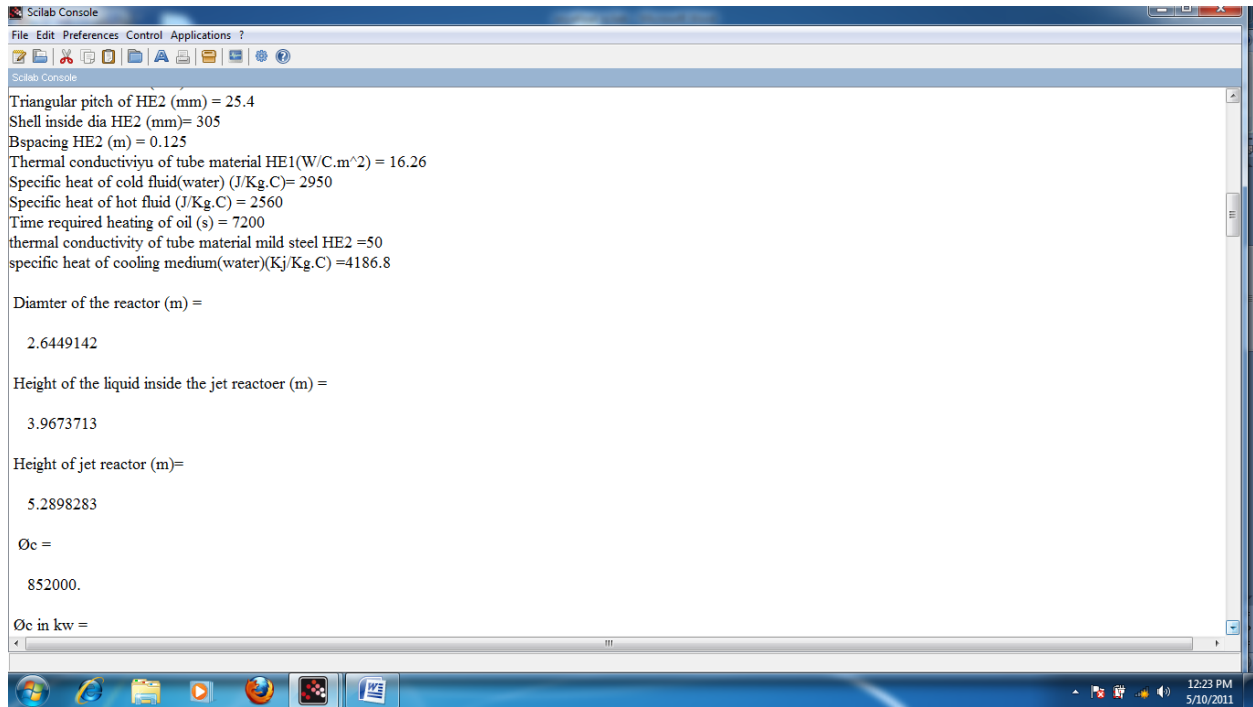 Scilab Console
File Edit Preferences Control Applications ?
Scilab Console
Triangular pitch of HE2 (mm) = 25.4
Shell inside dia HE2 (mm)= 305
Bspacing HE2 (m) = 0.125
Thermal conductiviyu of tube material HE1(W/C.m^2) = 16.26
Specific heat of cold fluid(water) (J/Kg.C)= 2950
Specific heat of hot fluid (J/Kg.C) = 2560
Time required heating of oil (s) = 7200
thermal conductivity of tube material mild steel HE2 =50
specific heat of cooling medium(water)(Kj/Kg.C) =4186.8
Diamter of the reactor (m) =
2.6449142
Height of the liquid inside the jet reactoer (m) =
3.9673713
Height of jet reactor (m)=
5.2898283
Øc =
852000.
Øc in kw =
12:23 PM
5/10/2011